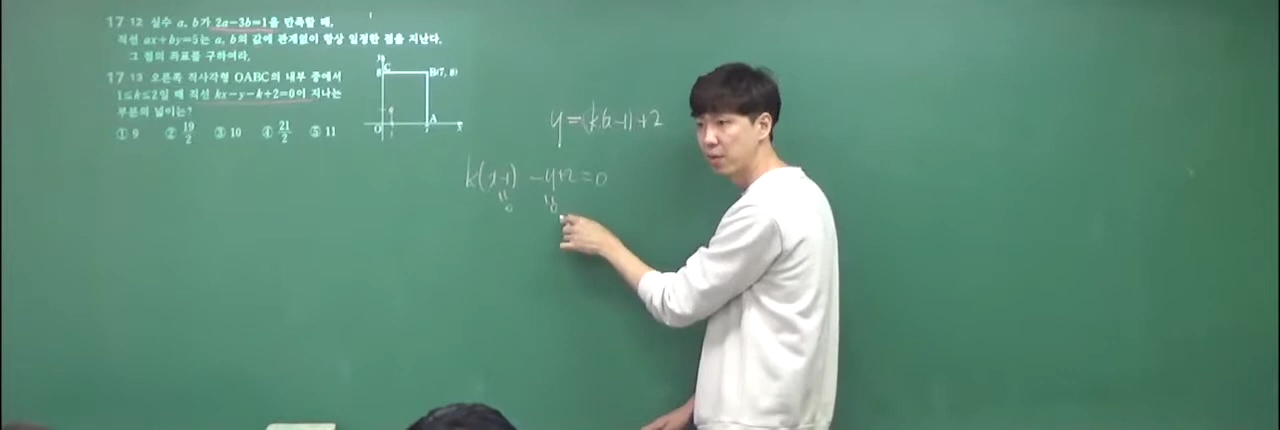 17 12 실수 a, b가 2a−3b=1을 만족할 때,
직선 ax+by=5는 a, b의 값에 관계없이 항상 일정한 점을 지난다.
그 점의 좌표를 구하여라.
17 13 오른쪽 직사각형 OABC의 내부 중에서
1≤k≤2일 때 직선 kx−y−k+2=0이 지나는
부분의 넓이는?
① 9 ② 19/2 ③ 10 ④ 21/2 ⑤ 11
y
8 C B(7, 8)
O 1 7 A x
y=k(x-1)+2
k(x-1) -y+2=0
0 0